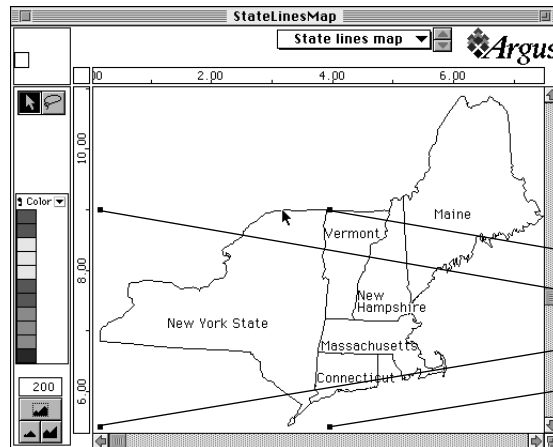 StateLinesMap
State lines map
Argus
.00 2.00 4.00 6.00
10.00
8.00
6.00
Color
200
Maine
Vermont
New
Hampshire
New York State
Massachusetts
Connecticut